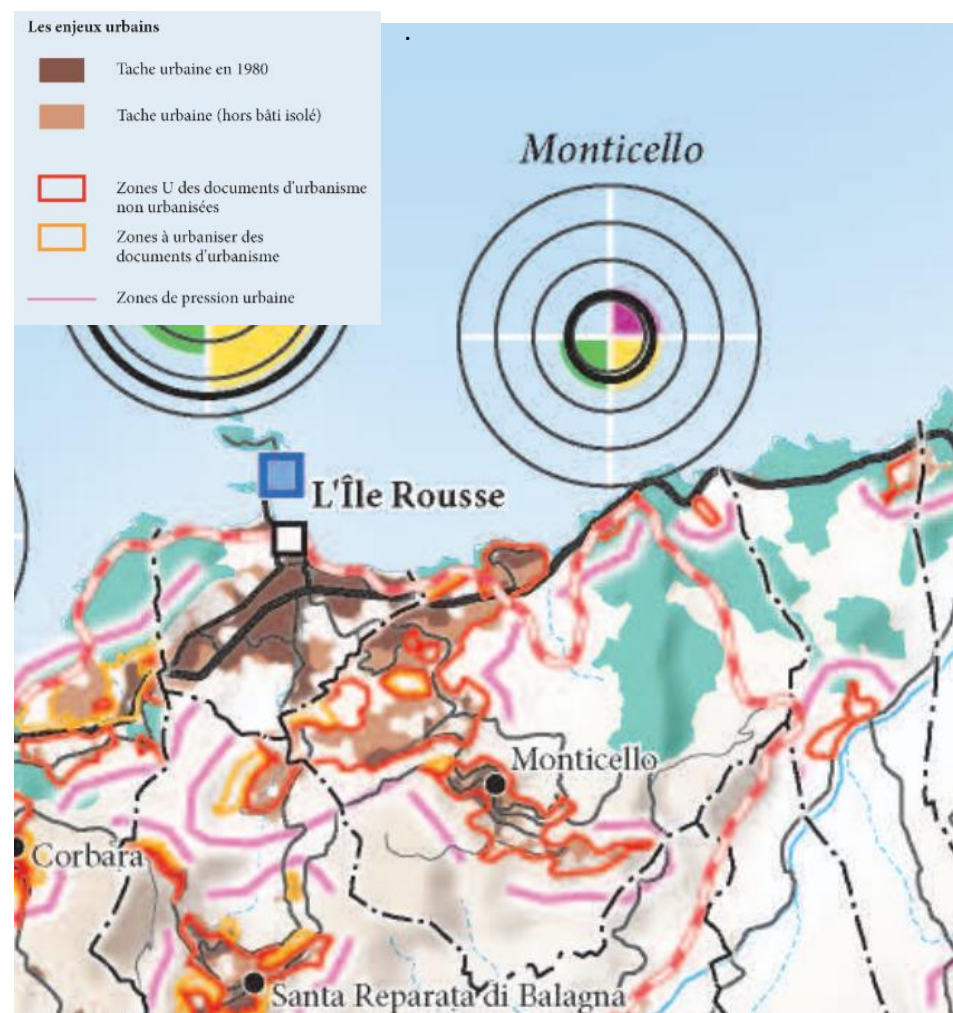 Les enjeux urbains
Tache urbaine en 1980
Tache urbaine (hors bâti isolé)
Zones U des documents d'urbanisme
non urbanisées
Zones à urbaniser des
documents d'urbanisme
Zones de pression urbaine
Monticello
L'Île Rousse
Monticello
Corbara
Santa Reparata di Balagna